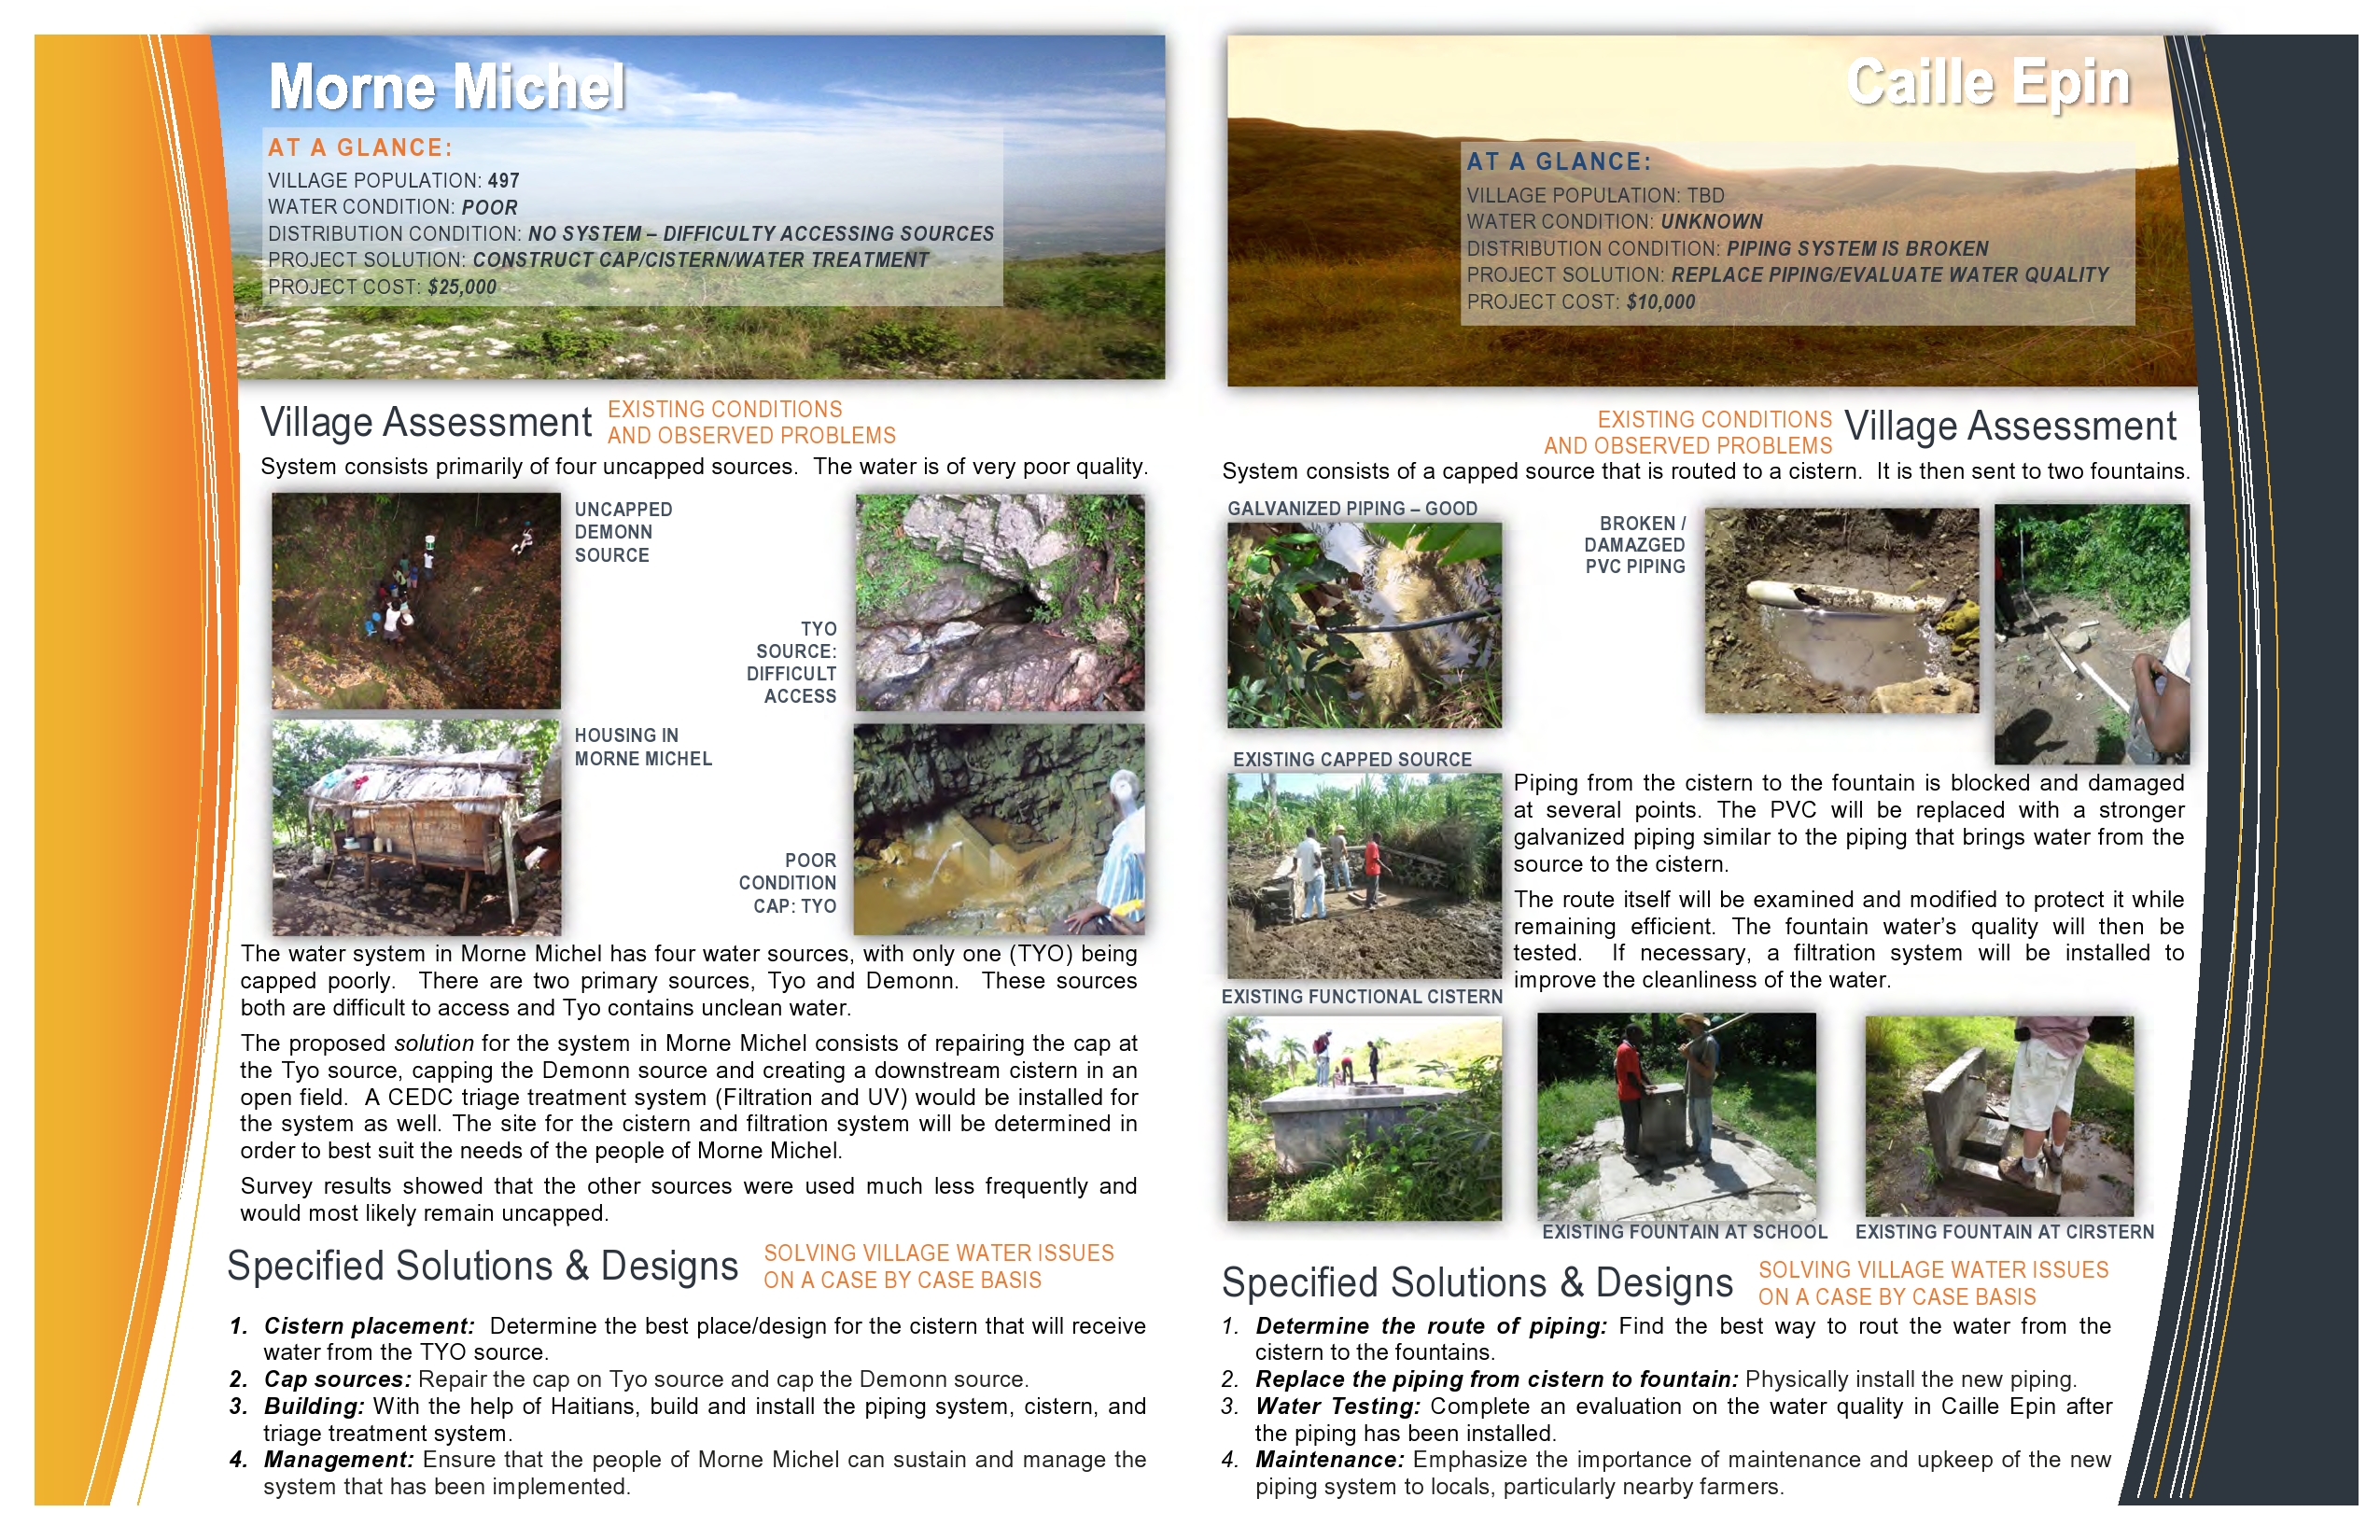 Morne Michel
AT A GLANCE:
VILLAGE POPULATION: 497
WATER CONDITION: POOR
DISTRIBUTION CONDITION: NO SYSTEM – DIFFICULTY ACCESSING SOURCES
PROJECT SOLUTION: CONSTRUCT CAP/CISTERN/WATER TREATMENT
PROJECT COST: $25,000
Village Assessment
EXISTING CONDITIONS
AND OBSERVED PROBLEMS
System consists primarily of four uncapped sources. The water is of very poor quality.
UNCAPPED
DEMONN
SOURCE
TYO
SOURCE:
DIFFICULT
ACCESS
HOUSING IN
MORNE MICHEL
POOR
CONDITION
CAP: TYO
The water system in Morne Michel has four water sources, with only one (TYO) being
capped poorly. There are two primary sources, Tyo and Demonn. These sources
both are difficult to access and Tyo contains unclean water.
The proposed solution for the system in Morne Michel consists of repairing the cap at
the Tyo source, capping the Demonn source and creating a downstream cistern in an
open field. A CEDC triage treatment system (Filtration and UV) would be installed for
the system as well. The site for the cistern and filtration system will be determined in
order to best suit the needs of the people of Morne Michel.
Survey results showed that the other sources were used much less frequently and
would most likely remain uncapped.
Specified Solutions & Designs
SOLVING VILLAGE WATER ISSUES
ON A CASE BY CASE BASIS
1. Cistern placement: Determine the best place/design for the cistern that will receive
water from the TYO source.
2. Cap sources: Repair the cap on Tyo source and cap the Demonn source.
3. Building: With the help of Haitians, build and install the piping system, cistern, and
triage treatment system.
4. Management: Ensure that the people of Morne Michel can sustain and manage the
system that has been implemented.
Caille Epin
AT A GLANCE:
VILLAGE POPULATION: TBD
WATER CONDITION: UNKNOWN
DISTRIBUTION CONDITION: PIPING SYSTEM IS BROKEN
PROJECT SOLUTION: REPLACE PIPING/EVALUATE WATER QUALITY
PROJECT COST: $10,000
EXISTING CONDITIONS
AND OBSERVED PROBLEMS
Village Assessment
System consists of a capped source that is routed to a cistern. It is then sent to two fountains.
GALVANIZED PIPING – GOOD
BROKEN /
DAMAZGED
PVC PIPING
EXISTING CAPPED SOURCE
Piping from the cistern to the fountain is blocked and damaged
at several points. The PVC will be replaced with a stronger
galvanized piping similar to the piping that brings water from the
source to the cistern.
The route itself will be examined and modified to protect it while
remaining efficient. The fountain water’s quality will then be
tested. If necessary, a filtration system will be installed to
improve the cleanliness of the water.
EXISTING FUNCTIONAL CISTERN
EXISTING FOUNTAIN AT SCHOOL
EXISTING FOUNTAIN AT CIRSTERN
Specified Solutions & Designs
SOLVING VILLAGE WATER ISSUES
ON A CASE BY CASE BASIS
1. Determine the route of piping: Find the best way to rout the water from the
cistern to the fountains.
2. Replace the piping from cistern to fountain: Physically install the new piping.
3. Water Testing: Complete an evaluation on the water quality in Caille Epin after
the piping has been installed.
4. Maintenance: Emphasize the importance of maintenance and upkeep of the new
piping system to locals, particularly nearby farmers.